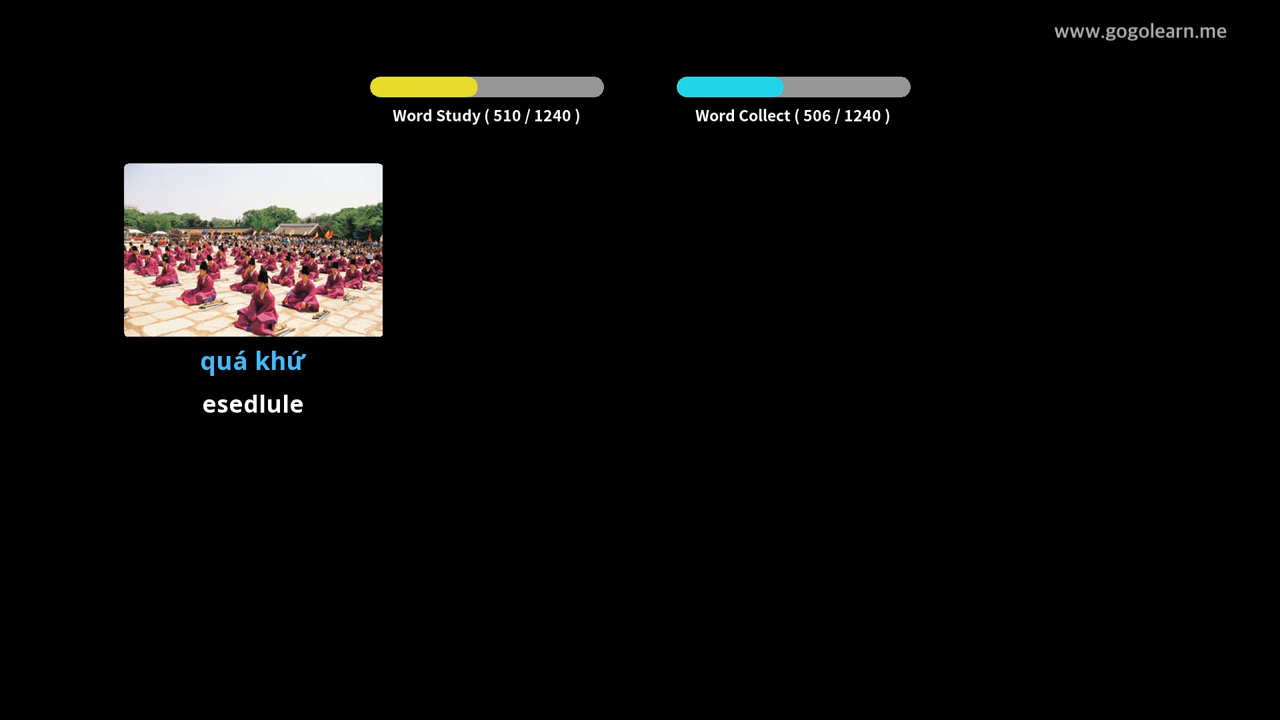 www.gogolearn.me
Word Study ( 510 / 1240 )
Word Collect ( 506 / 1240 )
quá khứ
esedlule